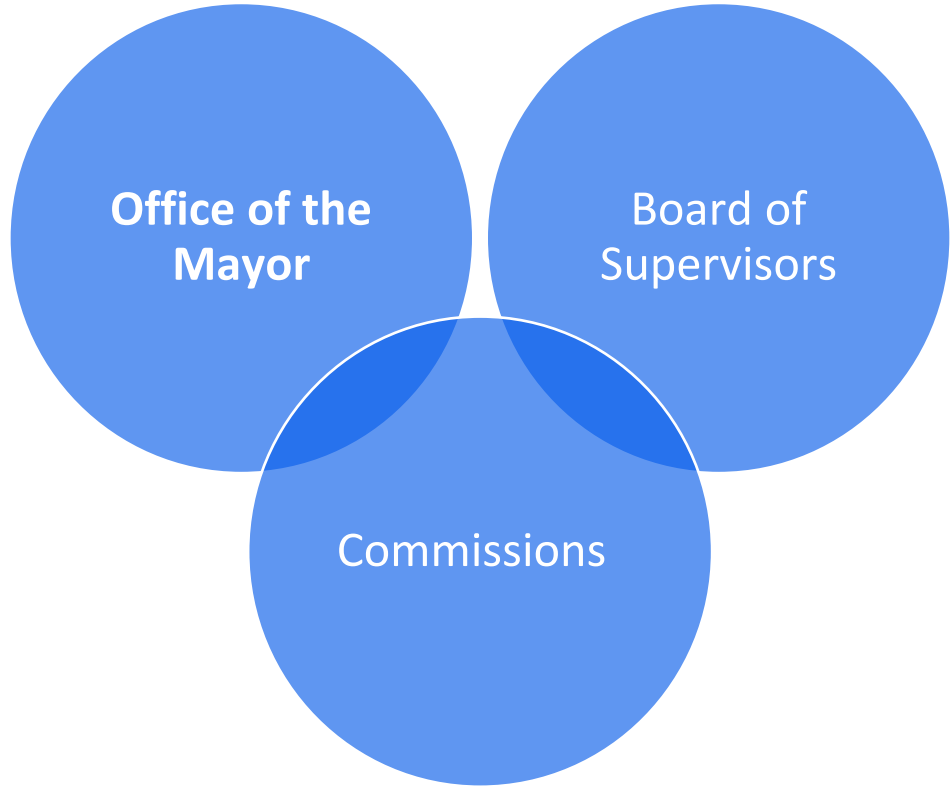 Office of the
Mayor
Board of
Supervisors
Commissions